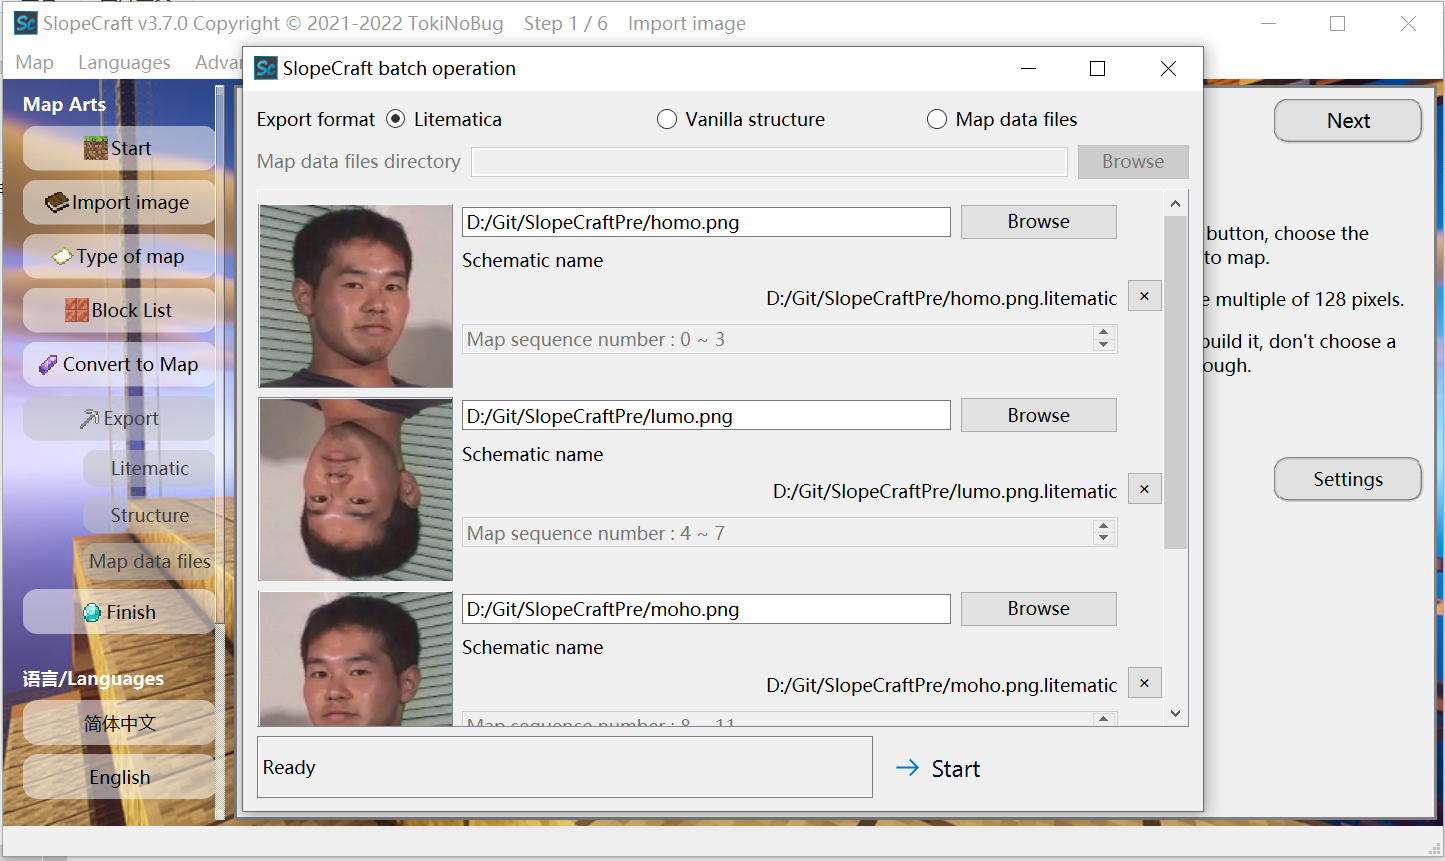 SlopeCraft v3.7.0 Copyright © 2021-2022 TokiNoBug Step 1 / 6 Import image
Map Languages
SlopeCraft batch operation
Export format Litematica Vanilla structure Map data files
Map data files directory Browse
D:/Git/SlopeCraftPre/homo.png Browse
Schematic name
D:/Git/SlopeCraftPre/homo.png.litematic ×
Map sequence number : 0 ~ 3
D:/Git/SlopeCraftPre/lumo.png Browse
Schematic name
D:/Git/SlopeCraftPre/lumo.png.litematic ×
Map sequence number : 4 ~ 7
D:/Git/SlopeCraftPre/moho.png Browse
Schematic name
D:/Git/SlopeCraftPre/moho.png.litematic ×
Map sequence number : 8 ~ 11
Ready
Start
Map Arts
Start
Import image
Type of map
Block List
Convert to Map
Export
Litematic
Structure
Map data files
Finish
语言/Languages
简体中文
English
Next
button, choose the
to map.
multiple of 128 pixels.
build it, don't choose a
Settings